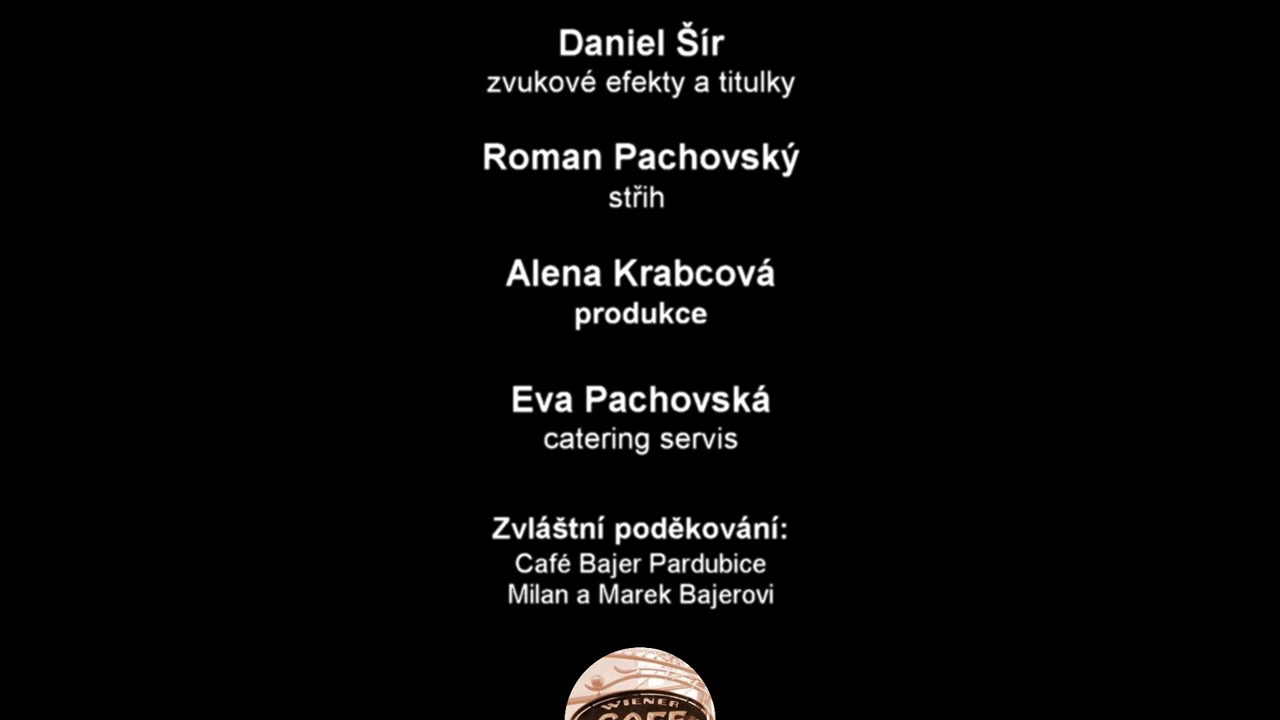 Daniel Šír
zvukové efekty a titulky
Roman Pachovský
střih
Alena Krabcová
produkce
Eva Pachovská
catering servis
Zvláštní poděkování:
Café Bajer Pardubice
Milan a Marek Bajerovi
WIENER